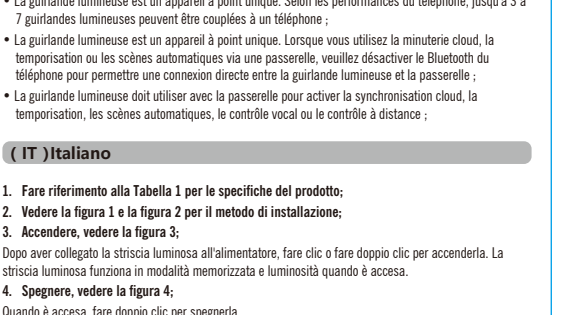 • La guirlande lumineuse est un appareil à point unique. Selon les performances du téléphone, jusqu'à 3 à
7 guirlandes lumineuses peuvent être couplées à un téléphone ;
• La guirlande lumineuse est un appareil à point unique. Lorsque vous utilisez la minuterie cloud, la
temporisation ou les scènes automatiques via une passerelle, veuillez désactiver le Bluetooth du
téléphone pour permettre une connexion directe entre la guirlande lumineuse et la passerelle ;
• La guirlande lumineuse doit utiliser avec la passerelle pour activer la synchronisation cloud, la
temporisation, les scènes automatiques, le contrôle vocal ou le contrôle à distance ;
( IT )Italiano
1. Fare riferimento alla Tabella 1 per le specifiche del prodotto;
2. Vedere la figura 1 e la figura 2 per il metodo di installazione;
3. Accendere, vedere la figura 3;
Dopo aver collegato la striscia luminosa all'alimentatore, fare clic o fare doppio clic per accenderla. La
striscia luminosa funziona in modalità memorizzata e luminosità quando è accesa.
4. Spegnere, vedere la figura 4;
Quando è accesa, fare doppio clic per spegnerla